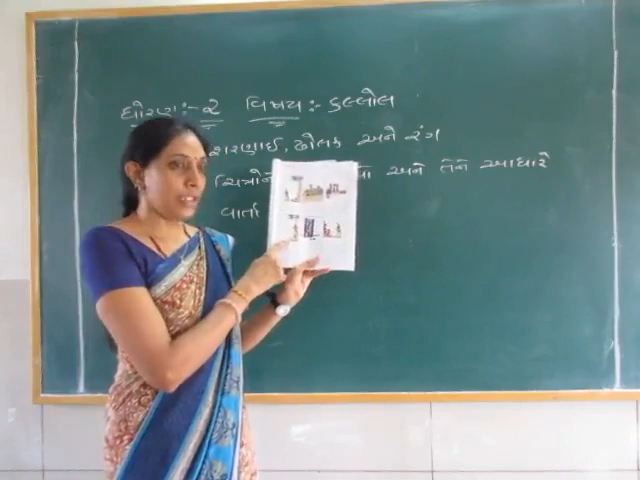 ધોરણ:- ૨ વિષય:- કલ્લોલ
શરણાઈ, ઢોલક અને રંગ
ચિત્રોને અને તેને આધારે
વાર્તા